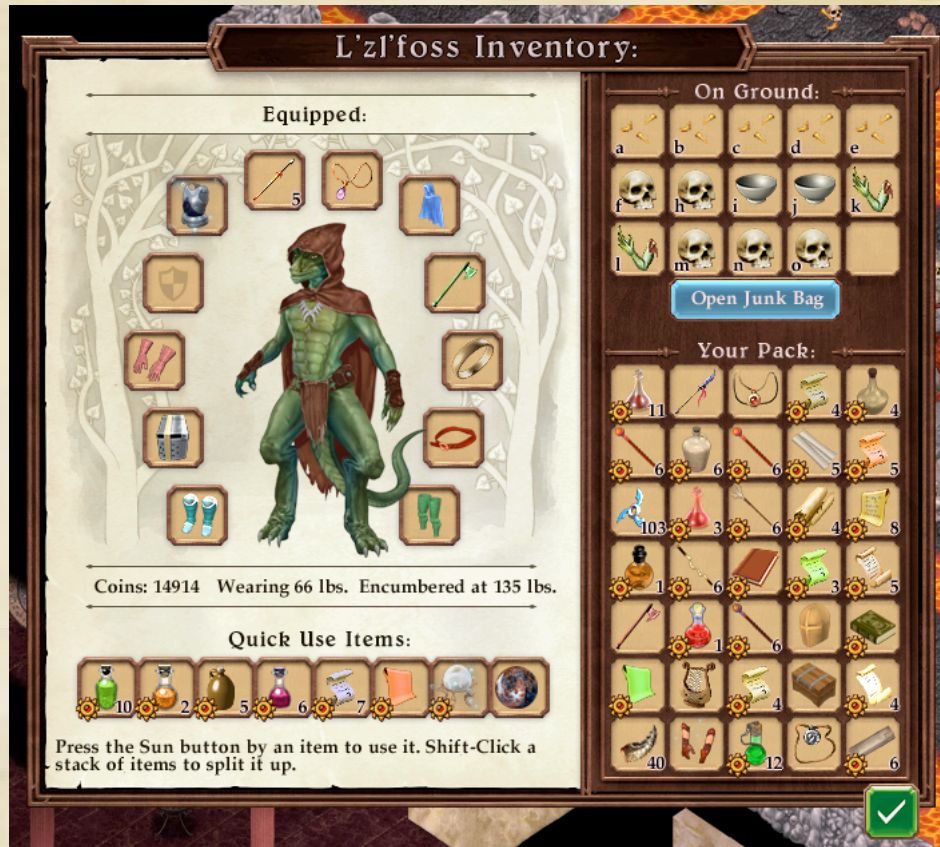 L'zl'foss Inventory:
Equipped:
5
Coins: 14914 Wearing 66 lbs. Encumbered at 135 lbs.
Quick Use Items:
10 2 5 6 7
Press the Sun button by an item to use it. Shift-Click a
stack of items to split it up.
On Ground:
a b c d e
f h i j k
l m n o
Open Junk Bag
Your Pack:
11 4 4
6 6 6 5 5
103 3 6 4 8
1 6 3 5
1 6
4 4
40 12 6